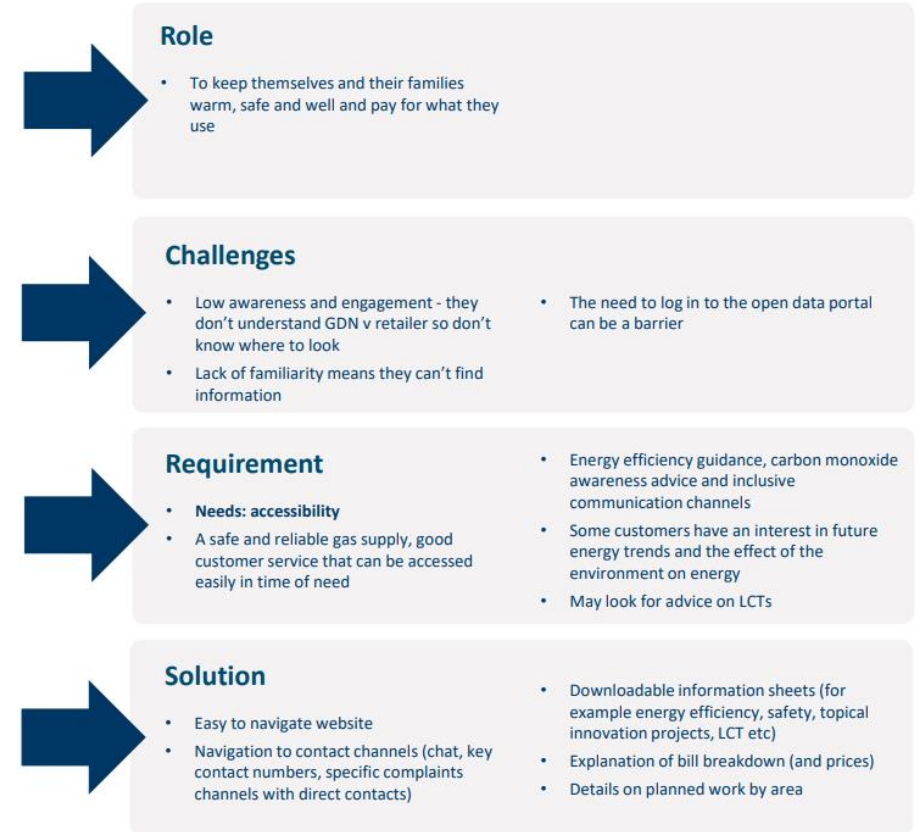 Role
• To keep themselves and their families
warm, safe and well and pay for what they
use
Challenges
• Low awareness and engagement - they
don’t understand GDN v retailer so don’t
know where to look
• Lack of familiarity means they can’t find
information
• The need to log in to the open data portal
can be a barrier
Requirement
• Needs: accessibility
• A safe and reliable gas supply, good
customer service that can be accessed
easily in time of need
• Energy efficiency guidance, carbon monoxide
awareness advice and inclusive
communication channels
• Some customers have an interest in future
energy trends and the effect of the
environment on energy
• May look for advice on LCTs
Solution
• Easy to navigate website
• Navigation to contact channels (chat, key
contact numbers, specific complaints
channels with direct contacts)
• Downloadable information sheets (for
example energy efficiency, safety, topical
innovation projects, LCT etc)
• Explanation of bill breakdown (and prices)
• Details on planned work by area